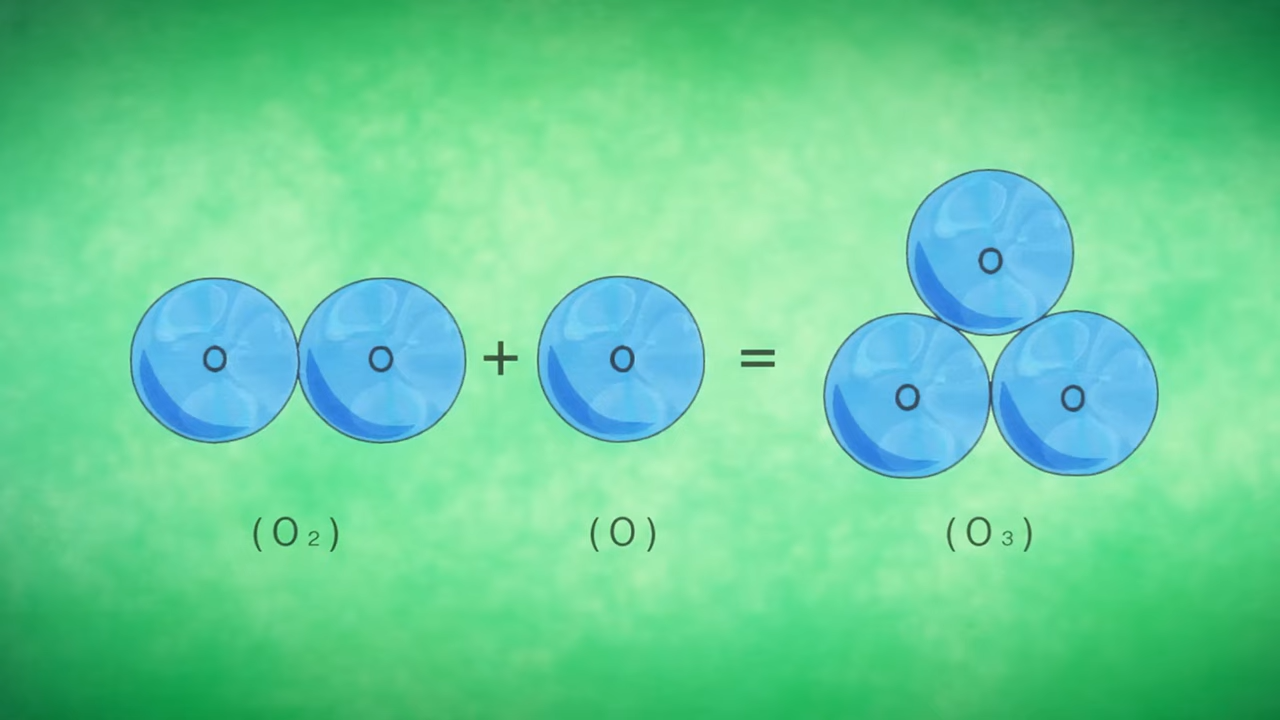 O
O O + O = O O
(O₂) (O) (O₃)